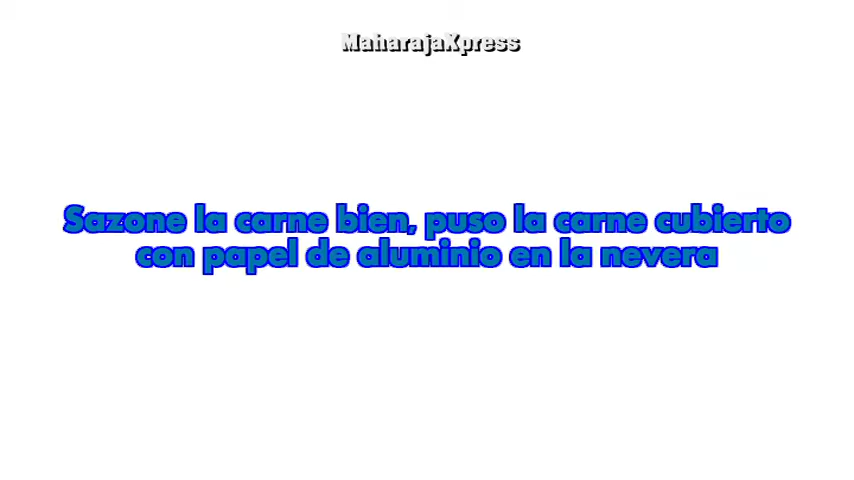 MaharajaXpress
Sazone la carne bien, puso la carne cubierto
con papel de aluminio en la nevera